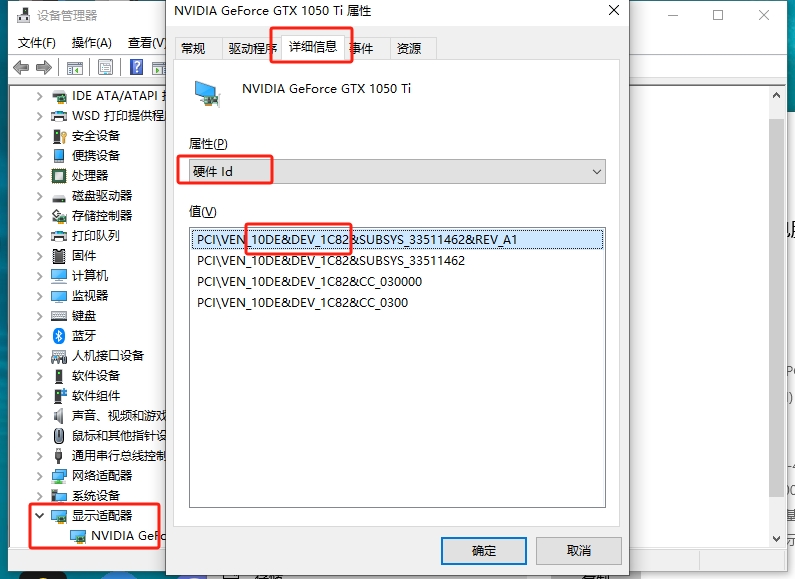 设备管理器
文件(F) 操作(A) 查看(V)
IDE ATA/ATAPI
WSD 打印提供程
安全设备
便携设备
处理器
磁盘驱动器
存储控制器
打印队列
固件
计算机
监视器
键盘
蓝牙
人机接口设备
软件设备
软件组件
声音、视频和游戏
鼠标和其他指针设
通用串行总线控制
网络适配器
系统设备
显示适配器
NVIDIA GeFo
NVIDIA GeForce GTX 1050 Ti 属性
常规 驱动程序 详细信息 事件 资源
NVIDIA GeForce GTX 1050 Ti
属性(P)
硬件 Id
值(V)
PCI\VEN_10DE&DEV_1C82&SUBSYS_33511462&REV_A1
PCI\VEN_10DE&DEV_1C82&SUBSYS_33511462
PCI\VEN_10DE&DEV_1C82&CC_030000
PCI\VEN_10DE&DEV_1C82&CC_0300
确定 取消